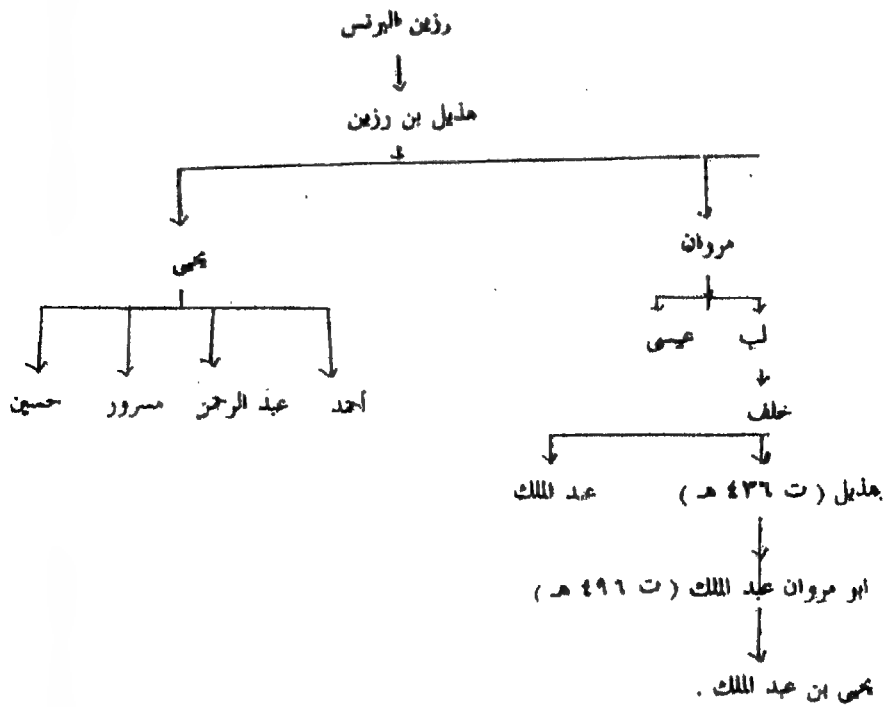 رزين البرنس
هذيل بن رزين
مروان
يحيى
لب
عيسى
أحمد
عبد الرحمن
مسرور
حسين
خلف
هذيل ( ت ٤٣٦ هـ )
عبد الملك
ابو مروان عبد الملك ( ت ٤٩٦ هـ )
يحيى بن عبد الملك .